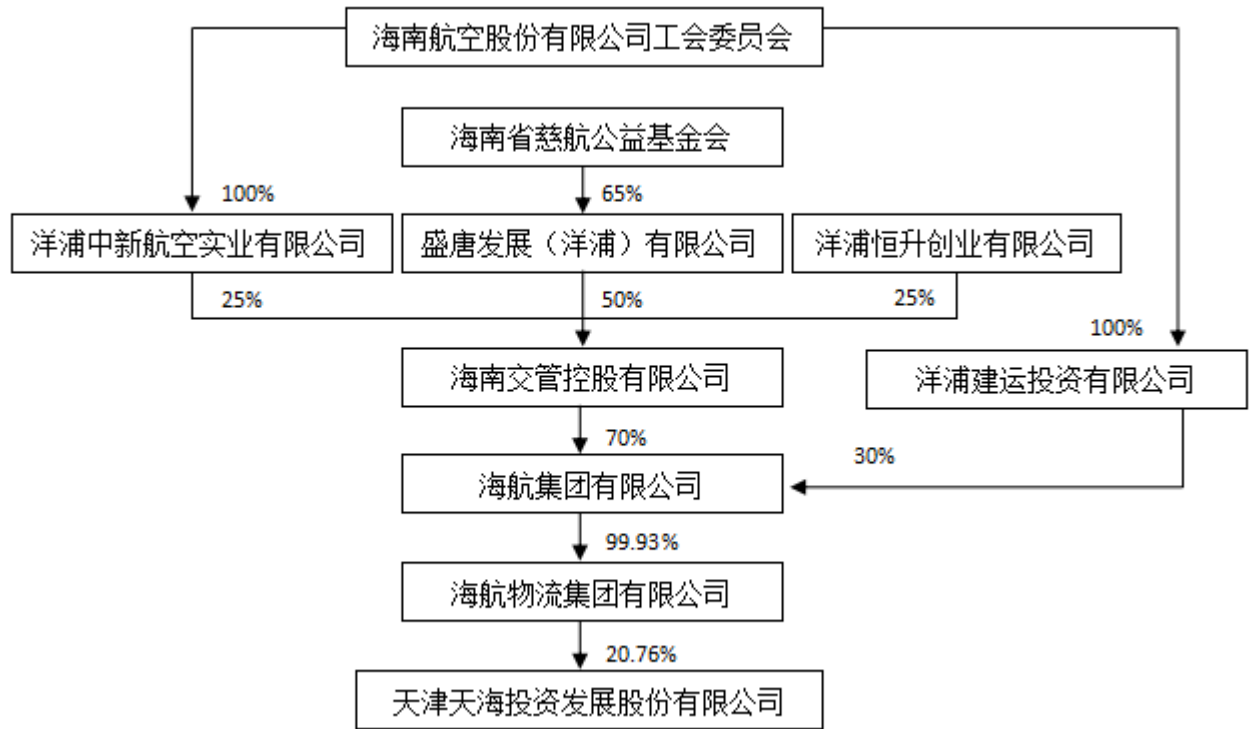 海南航空股份有限公司工会委员会
海南省慈航公益基金会
100%
65%
洋浦中新航空实业有限公司
盛唐发展（洋浦）有限公司
洋浦恒升创业有限公司
25%
50%
25%
100%
海南交管控股有限公司
洋浦建运投资有限公司
70%
30%
海航集团有限公司
99.93%
海航物流集团有限公司
20.76%
天津天海投资发展股份有限公司